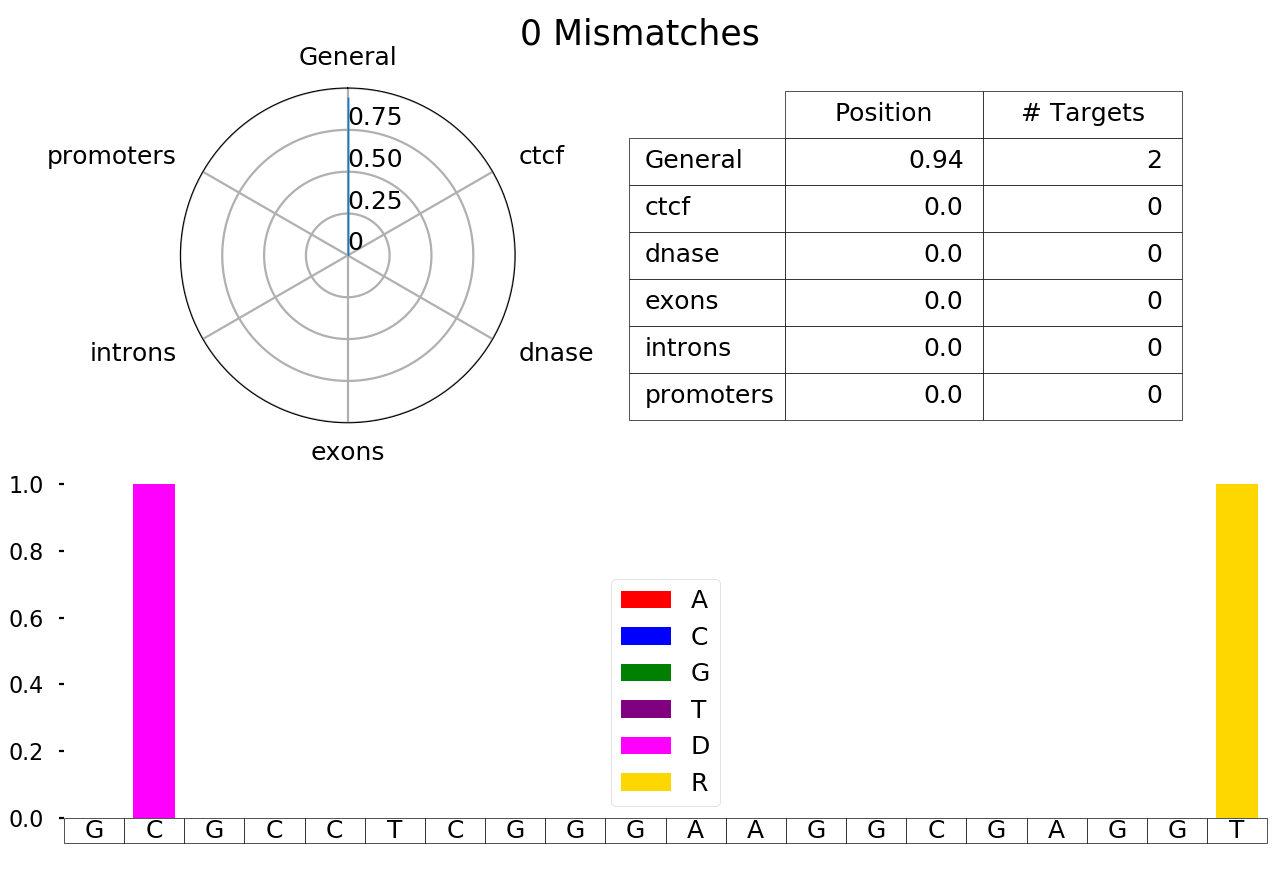 0 Mismatches
General
0.75
promoters
ctcf
0.50
0.25
0
introns
dnase
exons
Position # Targets
General 0.94 2
ctcf 0.0 0
dnase 0.0 0
exons 0.0 0
introns 0.0 0
promoters 0.0 0
1.0
0.8
0.6
0.4
0.2
0.0
A
C
G
T
D
R
G C G C C T C G G G A A G G C G A G G T